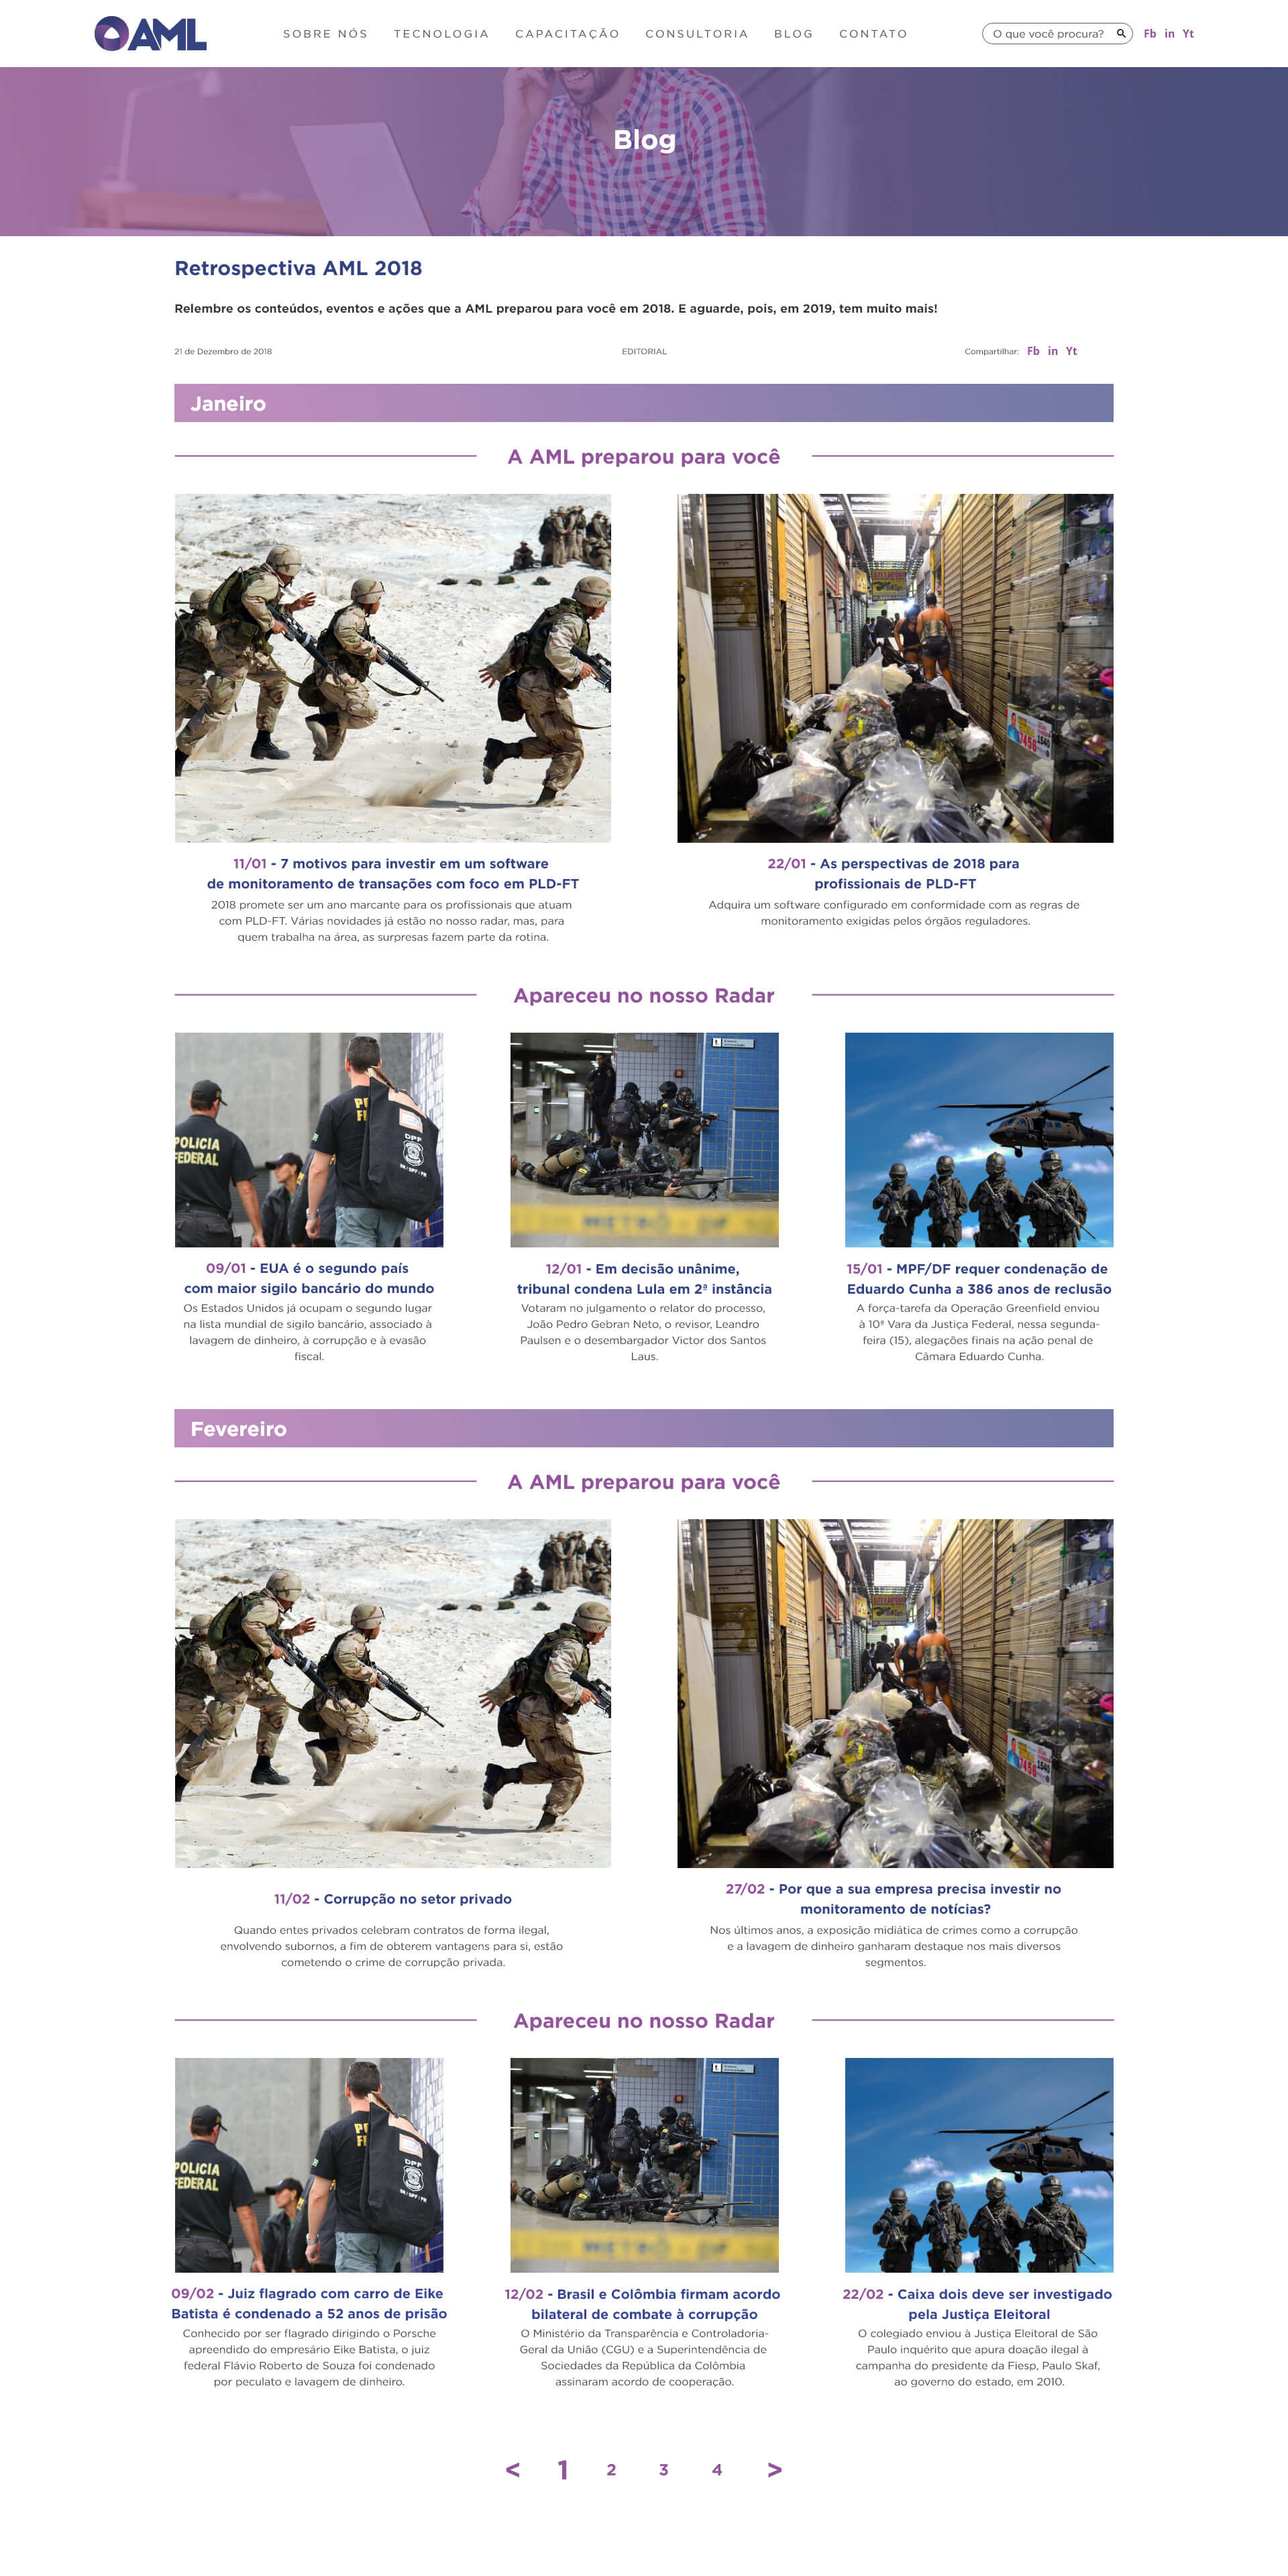 AML
SOBRE NÓS TECNOLOGIA CAPACITAÇÃO CONSULTORIA BLOG CONTATO
O que você procura?
Fb in Yt
Blog
Retrospectiva AML 2018
Relembre os conteúdos, eventos e ações que a AML preparou para você em 2018. E aguarde, pois, em 2019, tem muito mais!
21 de Dezembro de 2018
EDITORIAL
Compartilhar: Fb in Yt
Janeiro
A AML preparou para você
7456
1540
11/01 - 7 motivos para investir em um software
de monitoramento de transações com foco em PLD-FT
2018 promete ser um ano marcante para os profissionais que atuam
com PLD-FT. Várias novidades já estão no nosso radar, mas, para
quem trabalha na área, as surpresas fazem parte da rotina.
22/01 - As perspectivas de 2018 para
profissionais de PLD-FT
Adquira um software configurado em conformidade com as regras de
monitoramento exigidas pelos órgãos reguladores.
Apareceu no nosso Radar
POLICIA
FEDERAL
DPF
METRÔ - DF
09/01 - EUA é o segundo país
com maior sigilo bancário do mundo
Os Estados Unidos já ocupam o segundo lugar
na lista mundial de sigilo bancário, associado à
lavagem de dinheiro, à corrupção e à evasão
fiscal.
12/01 - Em decisão unânime,
tribunal condena Lula em 2ª instância
Votaram no julgamento o relator do processo,
João Pedro Gebran Neto, o revisor, Leandro
Paulsen e o desembargador Victor dos Santos
Laus.
15/01 - MPF/DF requer condenação de
Eduardo Cunha a 386 anos de reclusão
A força-tarefa da Operação Greenfield enviou
à 10ª Vara da Justiça Federal, nessa segunda-
feira (15), alegações finais na ação penal de
Câmara Eduardo Cunha.
Fevereiro
A AML preparou para você
7456
1540
11/02 - Corrupção no setor privado
Quando entes privados celebram contratos de forma ilegal,
envolvendo subornos, a fim de obterem vantagens para si, estão
cometendo o crime de corrupção privada.
27/02 - Por que a sua empresa precisa investir no
monitoramento de notícias?
Nos últimos anos, a exposição midiática de crimes como a corrupção
e a lavagem de dinheiro ganharam destaque nos mais diversos
segmentos.
Apareceu no nosso Radar
POLICIA
FEDERAL
DPF
METRÔ - DF
09/02 - Juiz flagrado com carro de Eike
Batista é condenado a 52 anos de prisão
Conhecido por ser flagrado dirigindo o Porsche
apreendido do empresário Eike Batista, o juiz
federal Flávio Roberto de Souza foi condenado
por peculato e lavagem de dinheiro.
12/02 - Brasil e Colômbia firmam acordo
bilateral de combate à corrupção
O Ministério da Transparência e Controladoria-
Geral da União (CGU) e a Superintendência de
Sociedades da República da Colômbia
assinaram acordo de cooperação.
22/02 - Caixa dois deve ser investigado
pela Justiça Eleitoral
O colegiado enviou à Justiça Eleitoral de São
Paulo inquérito que apura doação ilegal à
campanha do presidente da Fiesp, Paulo Skaf,
ao governo do estado, em 2010.
< 1 2 3 4 >